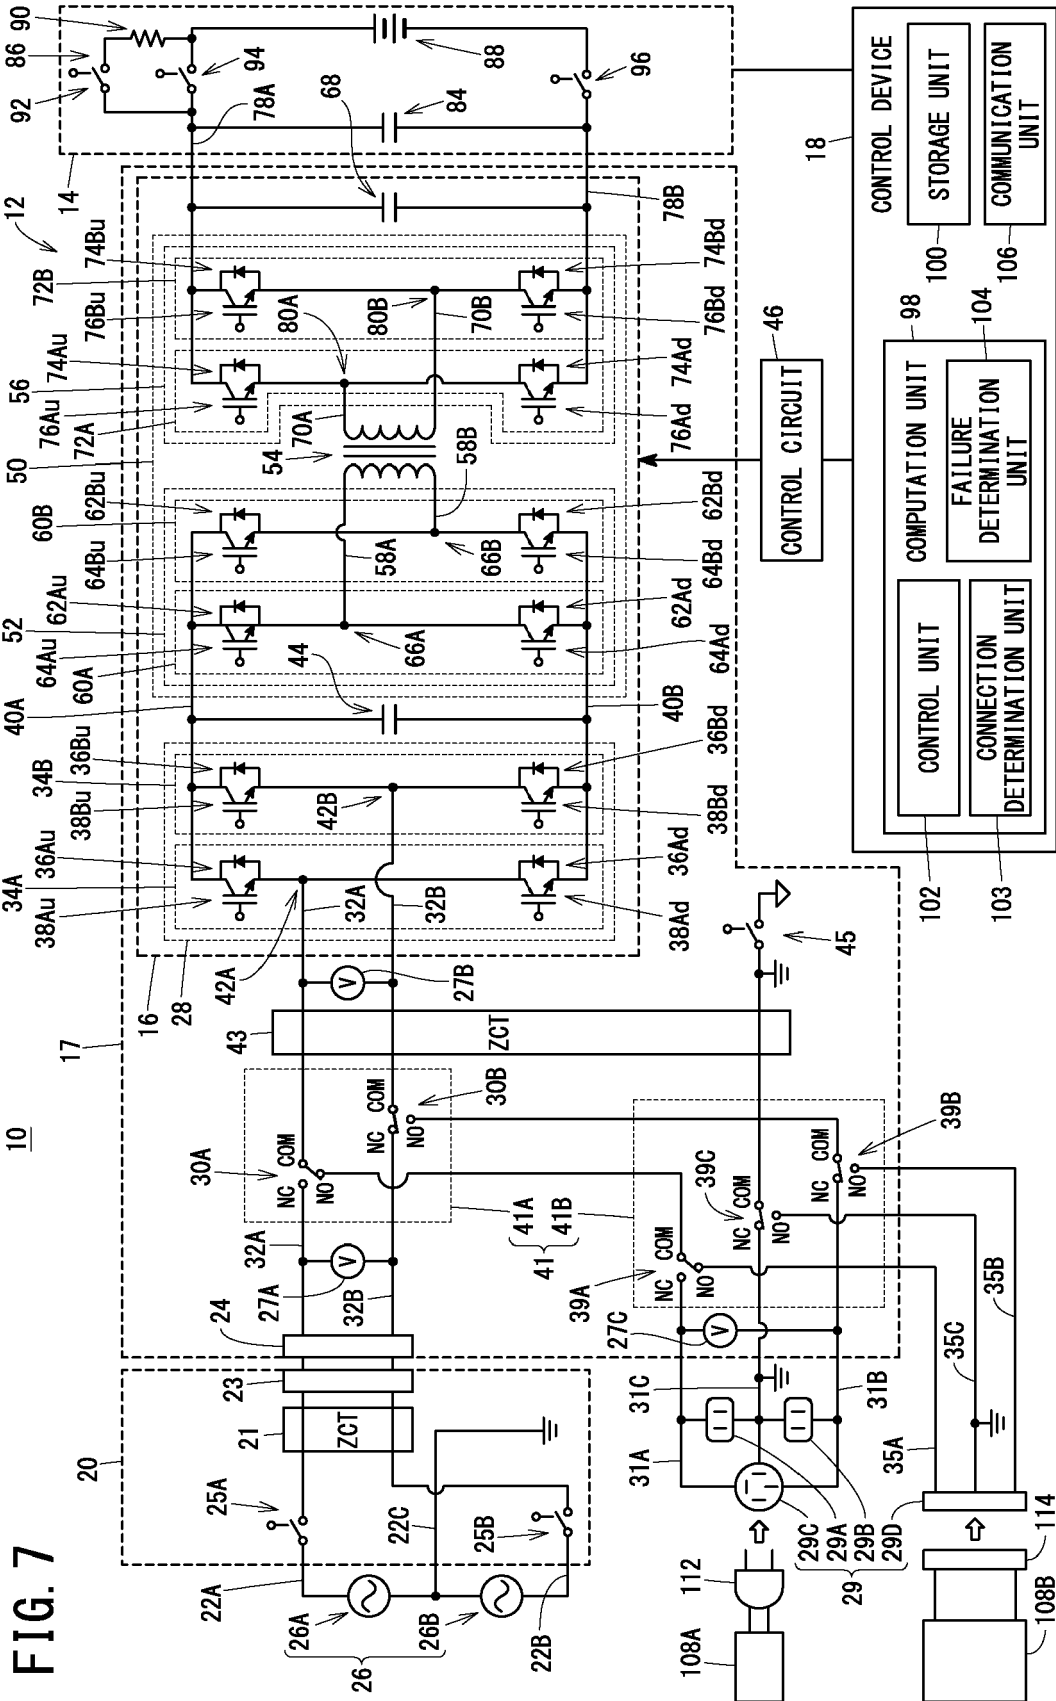 FIG. 7
10
12
17
16
28
34A
38Au
36Au
38Bu
34B
36Bu
40A
60A
64Au
52
62Au
64Bu
60B
62Bu
50
72A
76Au
56
74Au
76Bu
72B
74Bu
14
92
86
90
94
78A
68
84
88
96
78B
42A
32A
32B
42B
44
66A
58A
66B
54
58B
70A
80A
80B
70B
38Ad
36Ad
38Bd
36Bd
40B
64Ad
62Ad
64Bd
62Bd
76Ad
74Ad
76Bd
74Bd
20
22A
25A
21
ZCT
23
24
27A
32A
32B
26A
26
26B
22C
22B
25B
30A
NC
COM
NO
NC
COM
NO
30B
41A
41B
41
43
ZCT
27B
45
39A
NC
COM
NO
39C
NC
COM
NO
NC
COM
NO
39B
27C
31A
31C
31B
108A
112
29C
29A
29B
29D
29
35A
35C
35B
108B
114
46
CONTROL CIRCUIT
18
CONTROL DEVICE
98
COMPUTATION UNIT
102
CONTROL UNIT
103
CONNECTION
DETERMINATION UNIT
104
FAILURE
DETERMINATION
UNIT
100
STORAGE UNIT
106
COMMUNICATION
UNIT
V
V
V